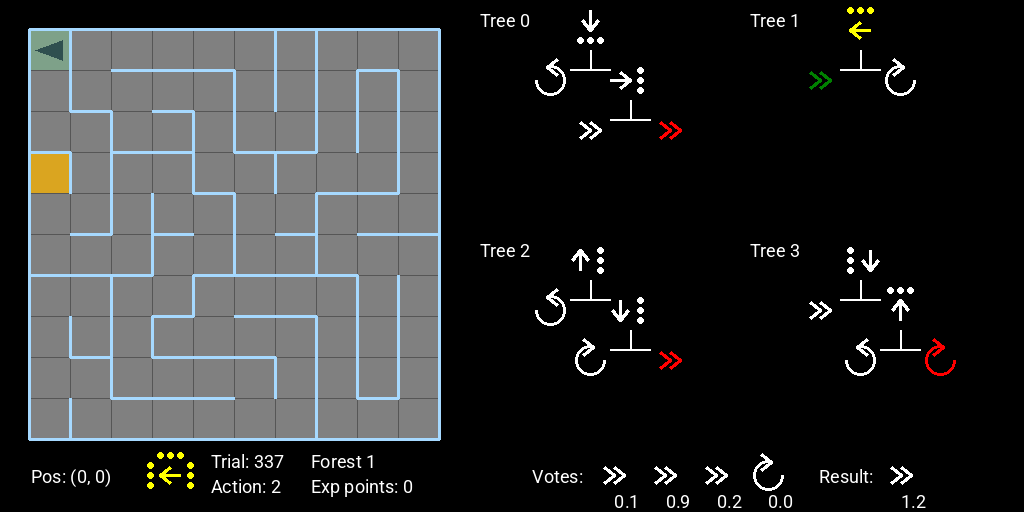 Tree 0
Tree 1
Tree 2
Tree 3
Pos: (0, 0)
Trial: 337
Forest 1
Action: 2
Exp points: 0
Votes:
Result:
0.1
0.9
0.2
0.0
1.2